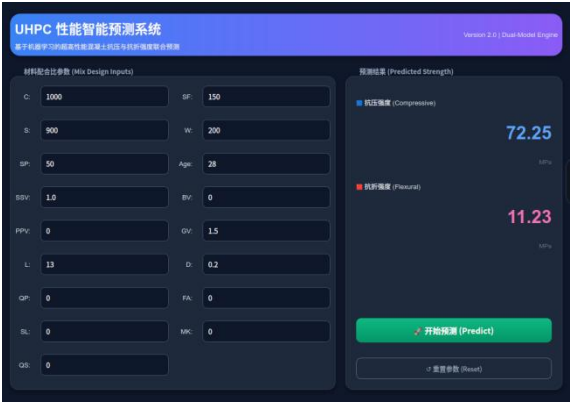 UHPC 性能智能预测系统
基于机器学习的超高性能混凝土抗压与抗折强度联合预测
Version 2.0 | Dual-Model Engine
材料配合比参数 (Mix Design Inputs)
C: 1000 SF: 150
S: 900 W: 200
SP: 50 Age: 28
SSV: 1.0 BV: 0
PPV: 0 GV: 1.5
L: 13 D: 0.2
QP: 0 FA: 0
SL: 0 MK: 0
QS: 0
预测结果 (Predicted Strength)
抗压强度 (Compressive)
72.25
MPa
抗折强度 (Flexural)
11.23
MPa
🚀 开始预测 (Predict)
↺ 重置参数 (Reset)